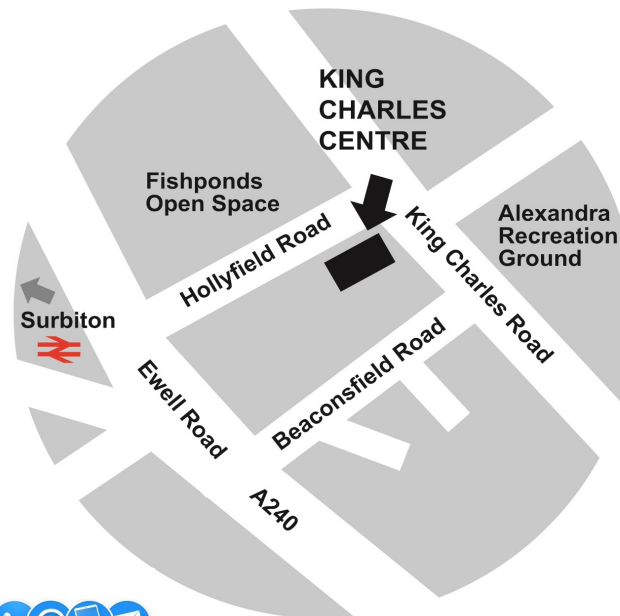 KING
CHARLES
CENTRE
Fishponds
Open Space
Alexandra
Recreation
Ground
Hollyfield Road
King Charles Road
Surbiton
Ewell Road
Beaconsfield Road
A240